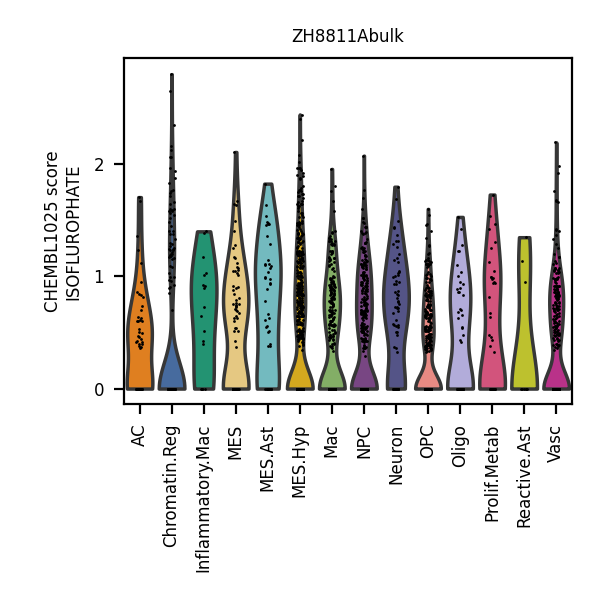 ZH8811Abulk
CHEMBL1025 score
ISOFLUROPHATE
2
1
0
AC
Chromatin.Reg
Inflammatory.Mac
MES
MES.Ast
MES.Hyp
Mac
NPC
Neuron
OPC
Oligo
Prolif.Metab
Reactive.Ast
Vasc